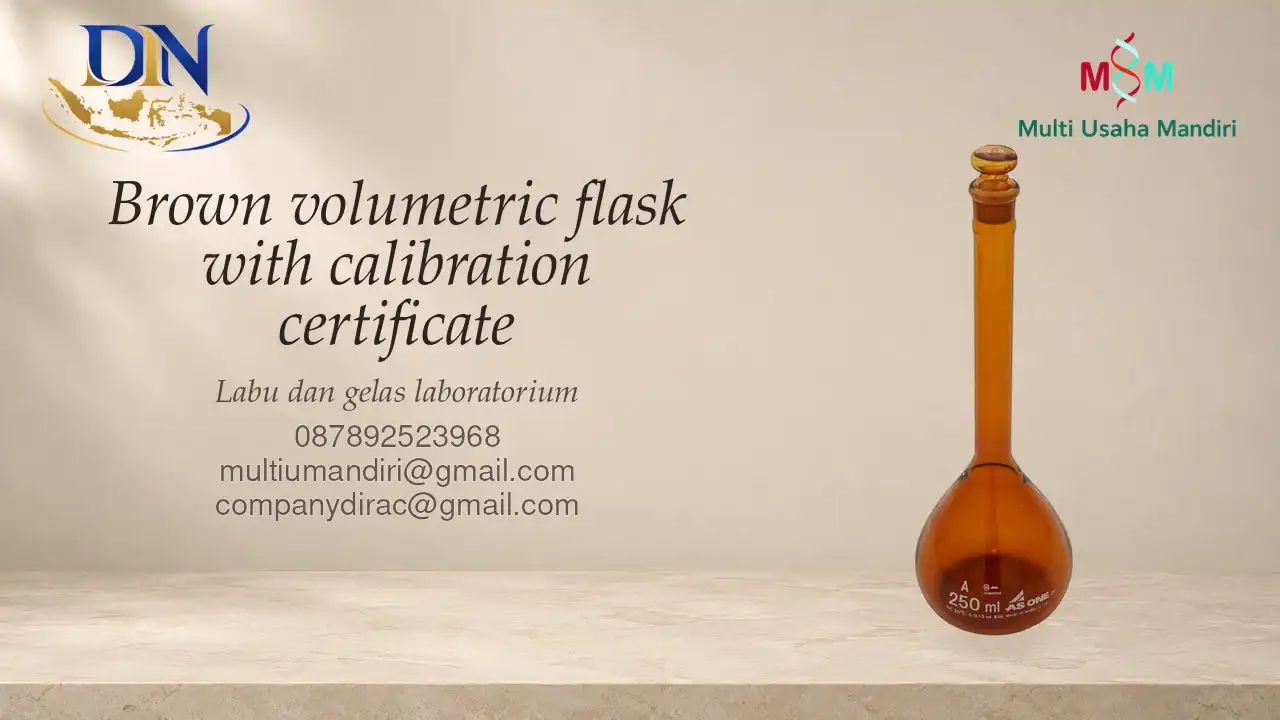 DIN
MSM
Multi Usaha Mandiri
Brown volumetric flask
with calibration
certificate
Labu dan gelas laboratorium
087892523968
multiumandiri@gmail.com
companydirac@gmail.com
A
250 ml AS ONE